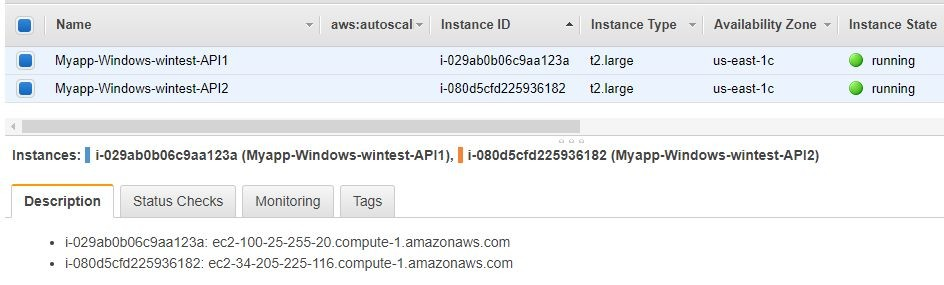 Name aws:autoscal Instance ID Instance Type Availability Zone Instance State
Myapp-Windows-wintest-API1 i-029ab0b06c9aa123a t2.large us-east-1c running
Myapp-Windows-wintest-API2 i-080d5cfd225936182 t2.large us-east-1c running
Instances: i-029ab0b06c9aa123a (Myapp-Windows-wintest-API1), i-080d5cfd225936182 (Myapp-Windows-wintest-API2)
Description Status Checks Monitoring Tags
• i-029ab0b06c9aa123a: ec2-100-25-255-20.compute-1.amazonaws.com
• i-080d5cfd225936182: ec2-34-205-225-116.compute-1.amazonaws.com